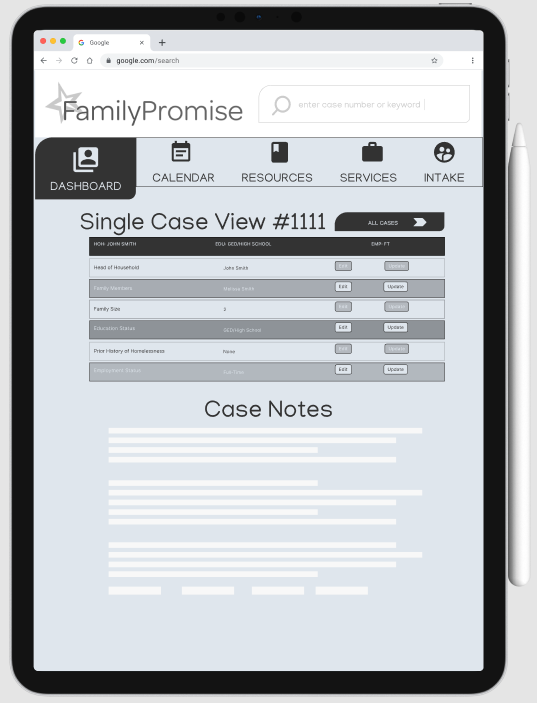 Google
google.com/search
FamilyPromise
enter case number or keyword
DASHBOARD
CALENDAR
RESOURCES
SERVICES
INTAKE
Single Case View #1111
ALL CASES
HOH: JOHN SMITH EDU: GED/HIGH SCHOOL EMP: FT
Head of Household John Smith Edit Update
Family Members Melissa Smith Edit Update
Family Size Edit Update
Education Status GED/High School Edit Update
Prior History of Homelessness None Edit Update
Employment Status Full-Time Edit Update
Case Notes